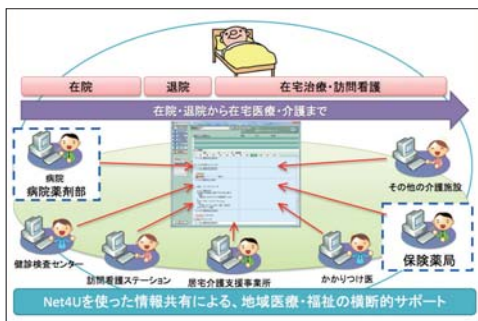 在院
退院
在宅治療・訪問看護
在院・退院から在宅医療・介護まで
病院
病院薬剤部
その他の介護施設
健診検査センター
訪問看護ステーション
居宅介護支援事業所
かかりつけ医
保険薬局
Net4Uを使った情報共有による、地域医療・福祉の横断的サポート